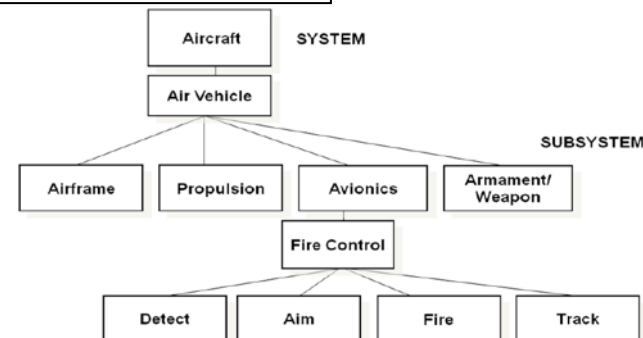 Aircraft
SYSTEM
Air Vehicle
SUBSYSTEM
Airframe
Propulsion
Avionics
Armament/
Weapon
Fire Control
Detect
Aim
Fire
Track